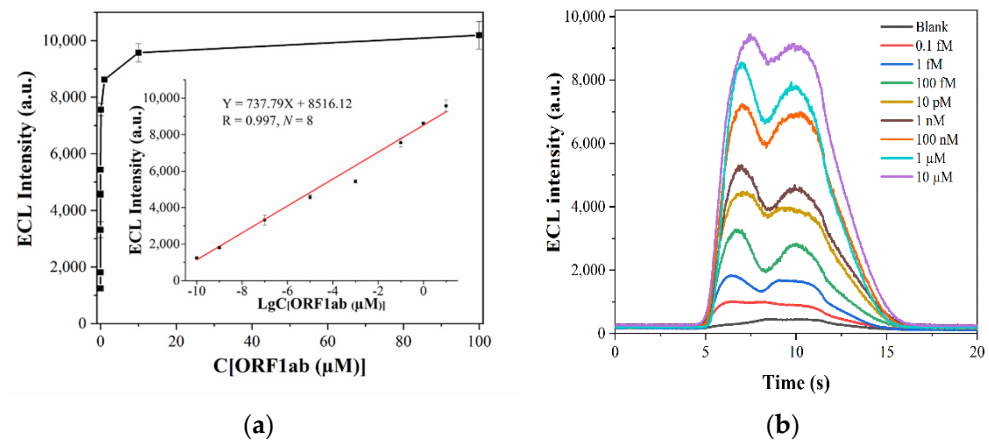 10,000
8,000
6,000
4,000
2,000
ECL Intensity (a.u.)
0 20 40 60 80 100
C[ORF1ab (μM)]
Y = 737.79X + 8516.12
R = 0.997, N = 8
10,000
8,000
6,000
4,000
2,000
0
ECL Intensity (a.u.)
-10 -8 -6 -4 -2 0
LgC[ORF1ab (μM)]
(a)
10,000
8,000
6,000
4,000
2,000
0
ECL intensity (a.u.)
Blank
0.1 fM
1 fM
100 fM
10 pM
1 nM
100 nM
1 μM
10 μM
0 5 10 15 20
Time (s)
(b)